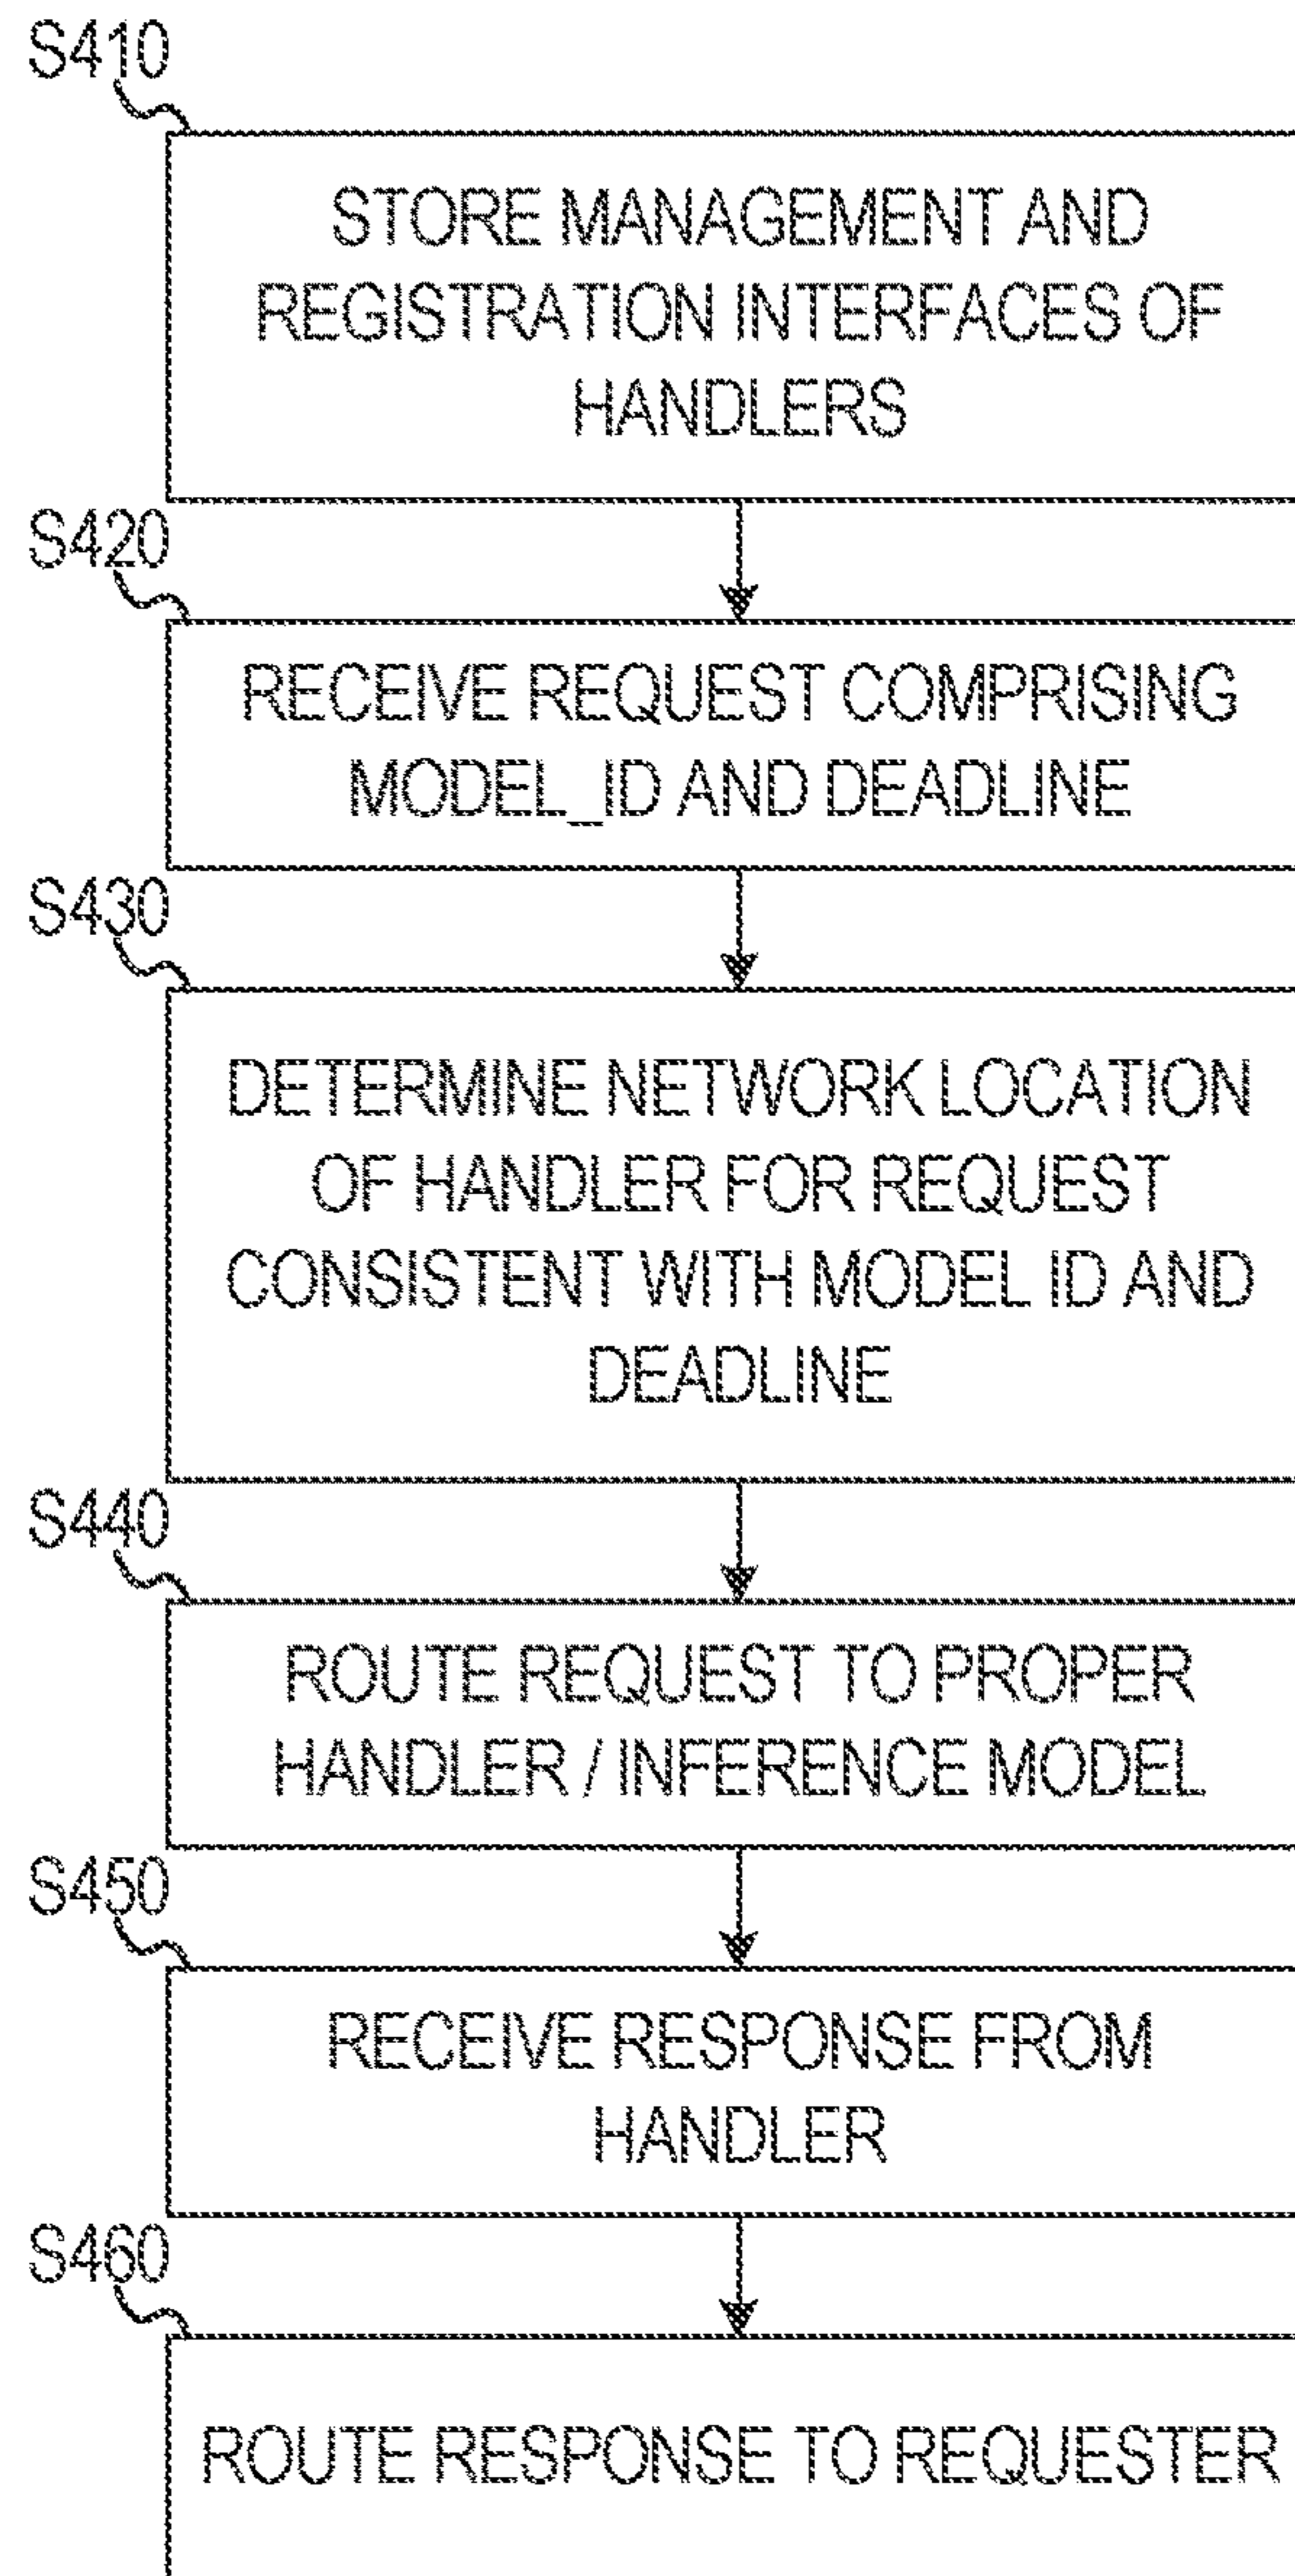 S410
STORE MANAGEMENT AND
REGISTRATION INTERFACES OF
HANDLERS
S420
RECEIVE REQUEST COMPRISING
MODEL_ID AND DEADLINE
S430
DETERMINE NETWORK LOCATION
OF HANDLER FOR REQUEST
CONSISTENT WITH MODEL ID AND
DEADLINE
S440
ROUTE REQUEST TO PROPER
HANDLER / INFERENCE MODEL
S450
RECEIVE RESPONSE FROM
HANDLER
S460
ROUTE RESPONSE TO REQUESTER